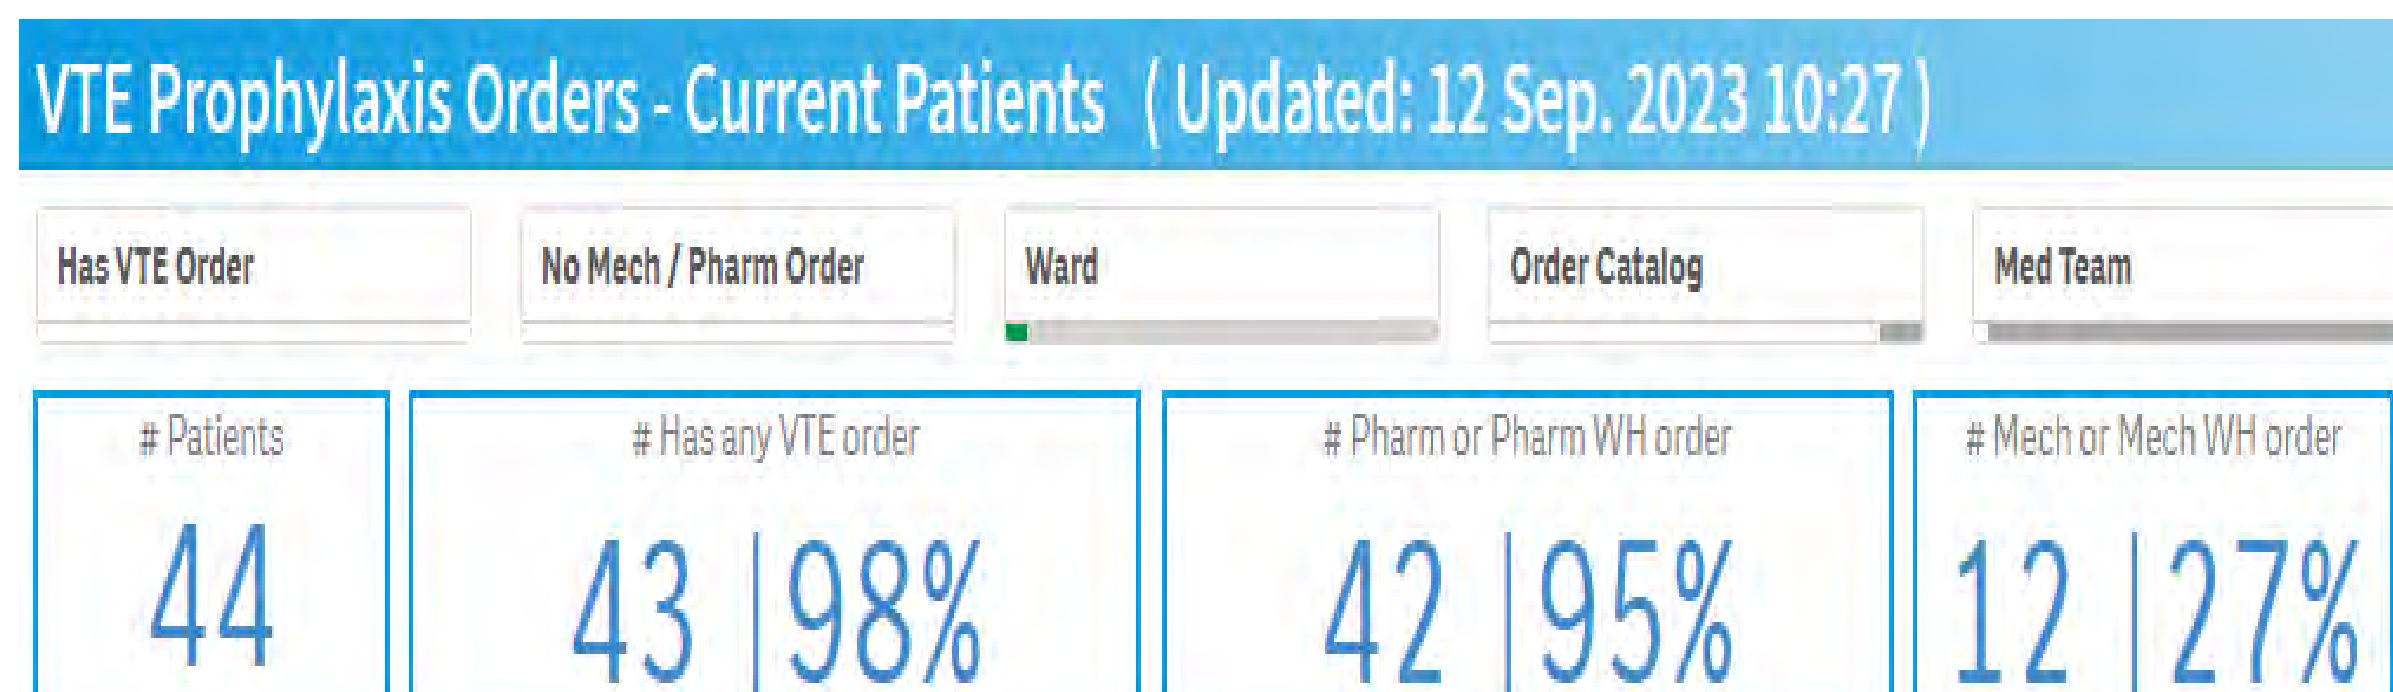 VTE Prophylaxis Orders - Current Patients ( Updated: 12 Sep. 2023 10:27 )
Has VTE Order No Mech / Pharm Order Ward Order Catalog Med Team
# Patients # Has any VTE order # Pharm or Pharm WH order # Mech or Mech WH order
44 43 |98% 42 |95% 12 |27%